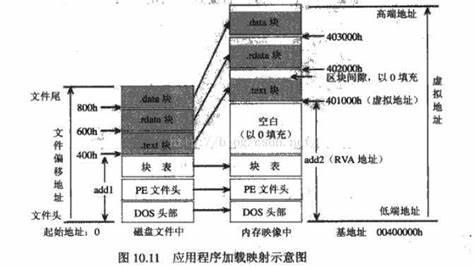 高端地址
.data 块
403000h
.rdata 块
402000h
区块间隙，以 0 填充
文件尾
.data 块
.text 块
401000h（虚拟地址）
虚拟地址
800h
.rdata 块
空白
（以 0 填充）
600h
.text 块
文件偏移地址
400h
add1
块 表
块 表
add2（RVA 地址）
PE 文件头
PE 文件头
文件头
DOS 头部
DOS 头部
低端地址
起始地址：0
磁盘文件中
内存映像中
基地址 00400000h
图 10.11 应用程序加载映射示意图